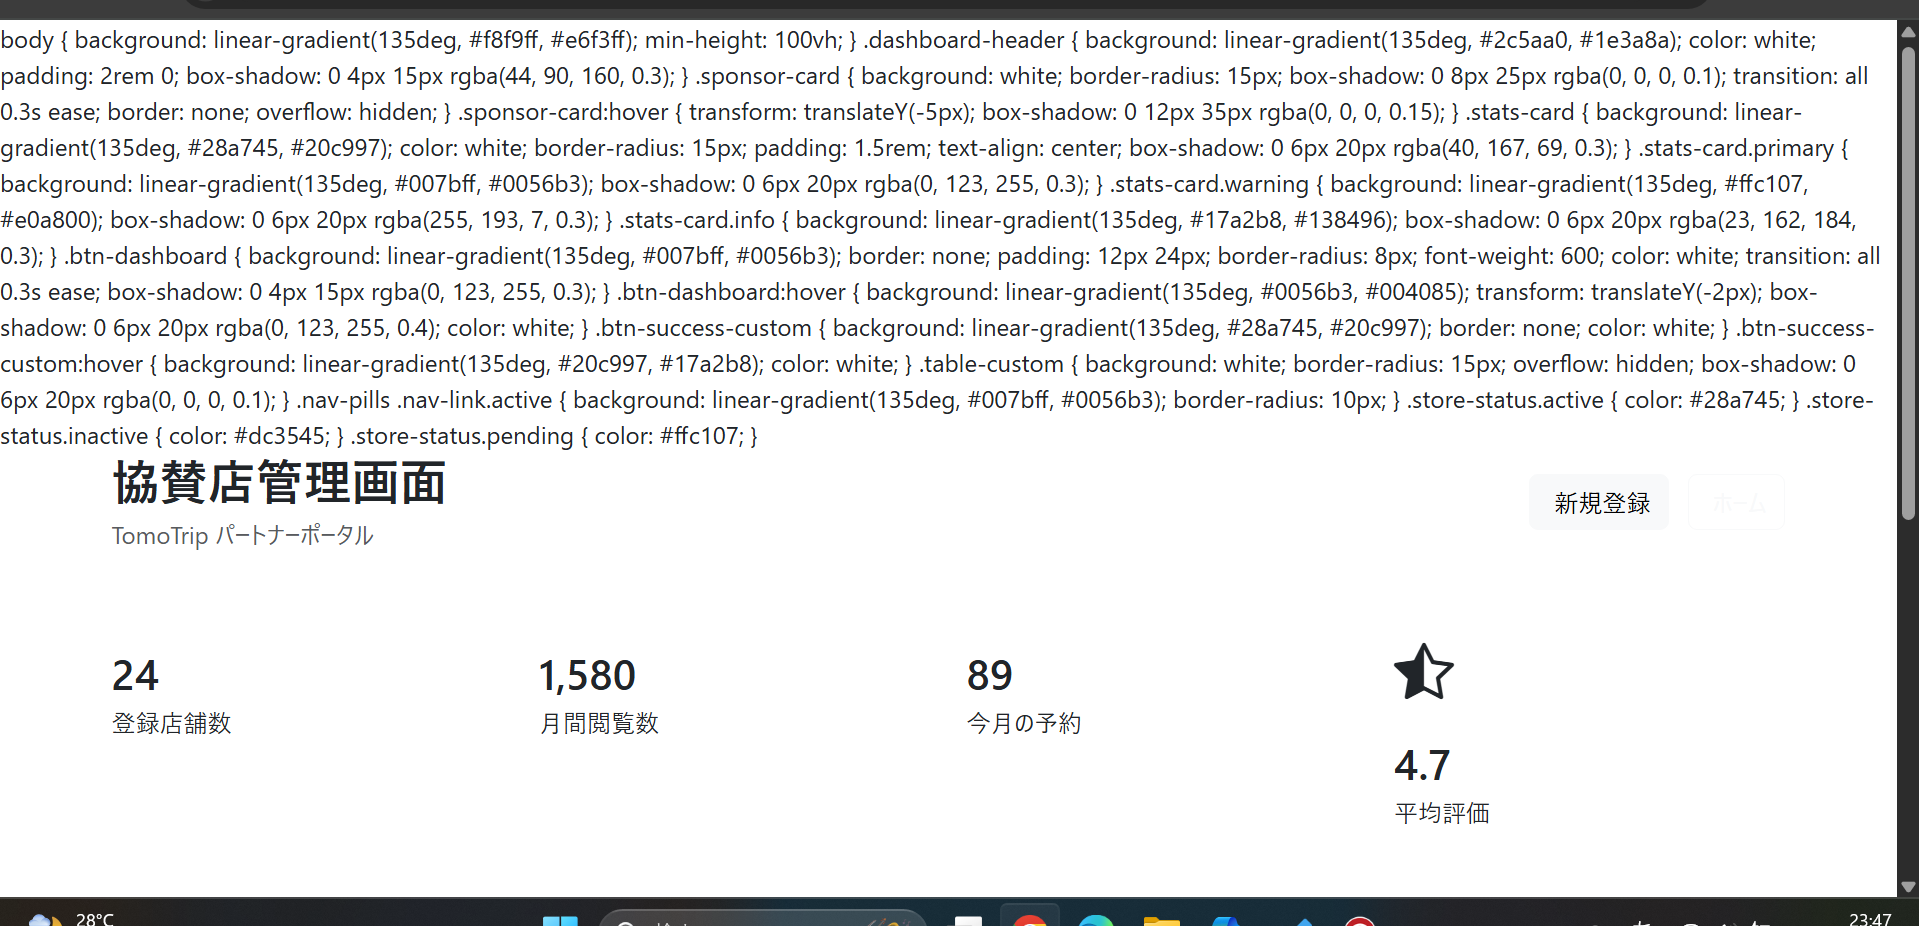 body { background: linear-gradient(135deg, #f8f9ff, #e6f3ff); min-height: 100vh; } .dashboard-header { background: linear-gradient(135deg, #2c5aa0, #1e3a8a); color: white;
padding: 2rem 0; box-shadow: 0 4px 15px rgba(44, 90, 160, 0.3); } .sponsor-card { background: white; border-radius: 15px; box-shadow: 0 8px 25px rgba(0, 0, 0, 0.1); transition: all
0.3s ease; border: none; overflow: hidden; } .sponsor-card:hover { transform: translateY(-5px); box-shadow: 0 12px 35px rgba(0, 0, 0, 0.15); } .stats-card { background: linear-
gradient(135deg, #28a745, #20c997); color: white; border-radius: 15px; padding: 1.5rem; text-align: center; box-shadow: 0 6px 20px rgba(40, 167, 69, 0.3); } .stats-card.primary {
background: linear-gradient(135deg, #007bff, #0056b3); box-shadow: 0 6px 20px rgba(0, 123, 255, 0.3); } .stats-card.warning { background: linear-gradient(135deg, #ffc107,
#e0a800); box-shadow: 0 6px 20px rgba(255, 193, 7, 0.3); } .stats-card.info { background: linear-gradient(135deg, #17a2b8, #138496); box-shadow: 0 6px 20px rgba(23, 162, 184,
0.3); } .btn-dashboard { background: linear-gradient(135deg, #007bff, #0056b3); border: none; padding: 12px 24px; border-radius: 8px; font-weight: 600; color: white; transition: all
0.3s ease; box-shadow: 0 4px 15px rgba(0, 123, 255, 0.3); } .btn-dashboard:hover { background: linear-gradient(135deg, #0056b3, #004085); transform: translateY(-2px); box-
shadow: 0 6px 20px rgba(0, 123, 255, 0.4); color: white; } .btn-success-custom { background: linear-gradient(135deg, #28a745, #20c997); border: none; color: white; } .btn-success-
custom:hover { background: linear-gradient(135deg, #20c997, #17a2b8); color: white; } .table-custom { background: white; border-radius: 15px; overflow: hidden; box-shadow: 0
6px 20px rgba(0, 0, 0, 0.1); } .nav-pills .nav-link.active { background: linear-gradient(135deg, #007bff, #0056b3); border-radius: 10px; } .store-status.active { color: #28a745; } .store-
status.inactive { color: #dc3545; } .store-status.pending { color: #ffc107; }
協賛店管理画面
新規登録
ホーム
TomoTrip パートナーポータル
24
登録店舗数
1,580
月間閲覧数
89
今月の予約
4.7
平均評価
28°C
23:47